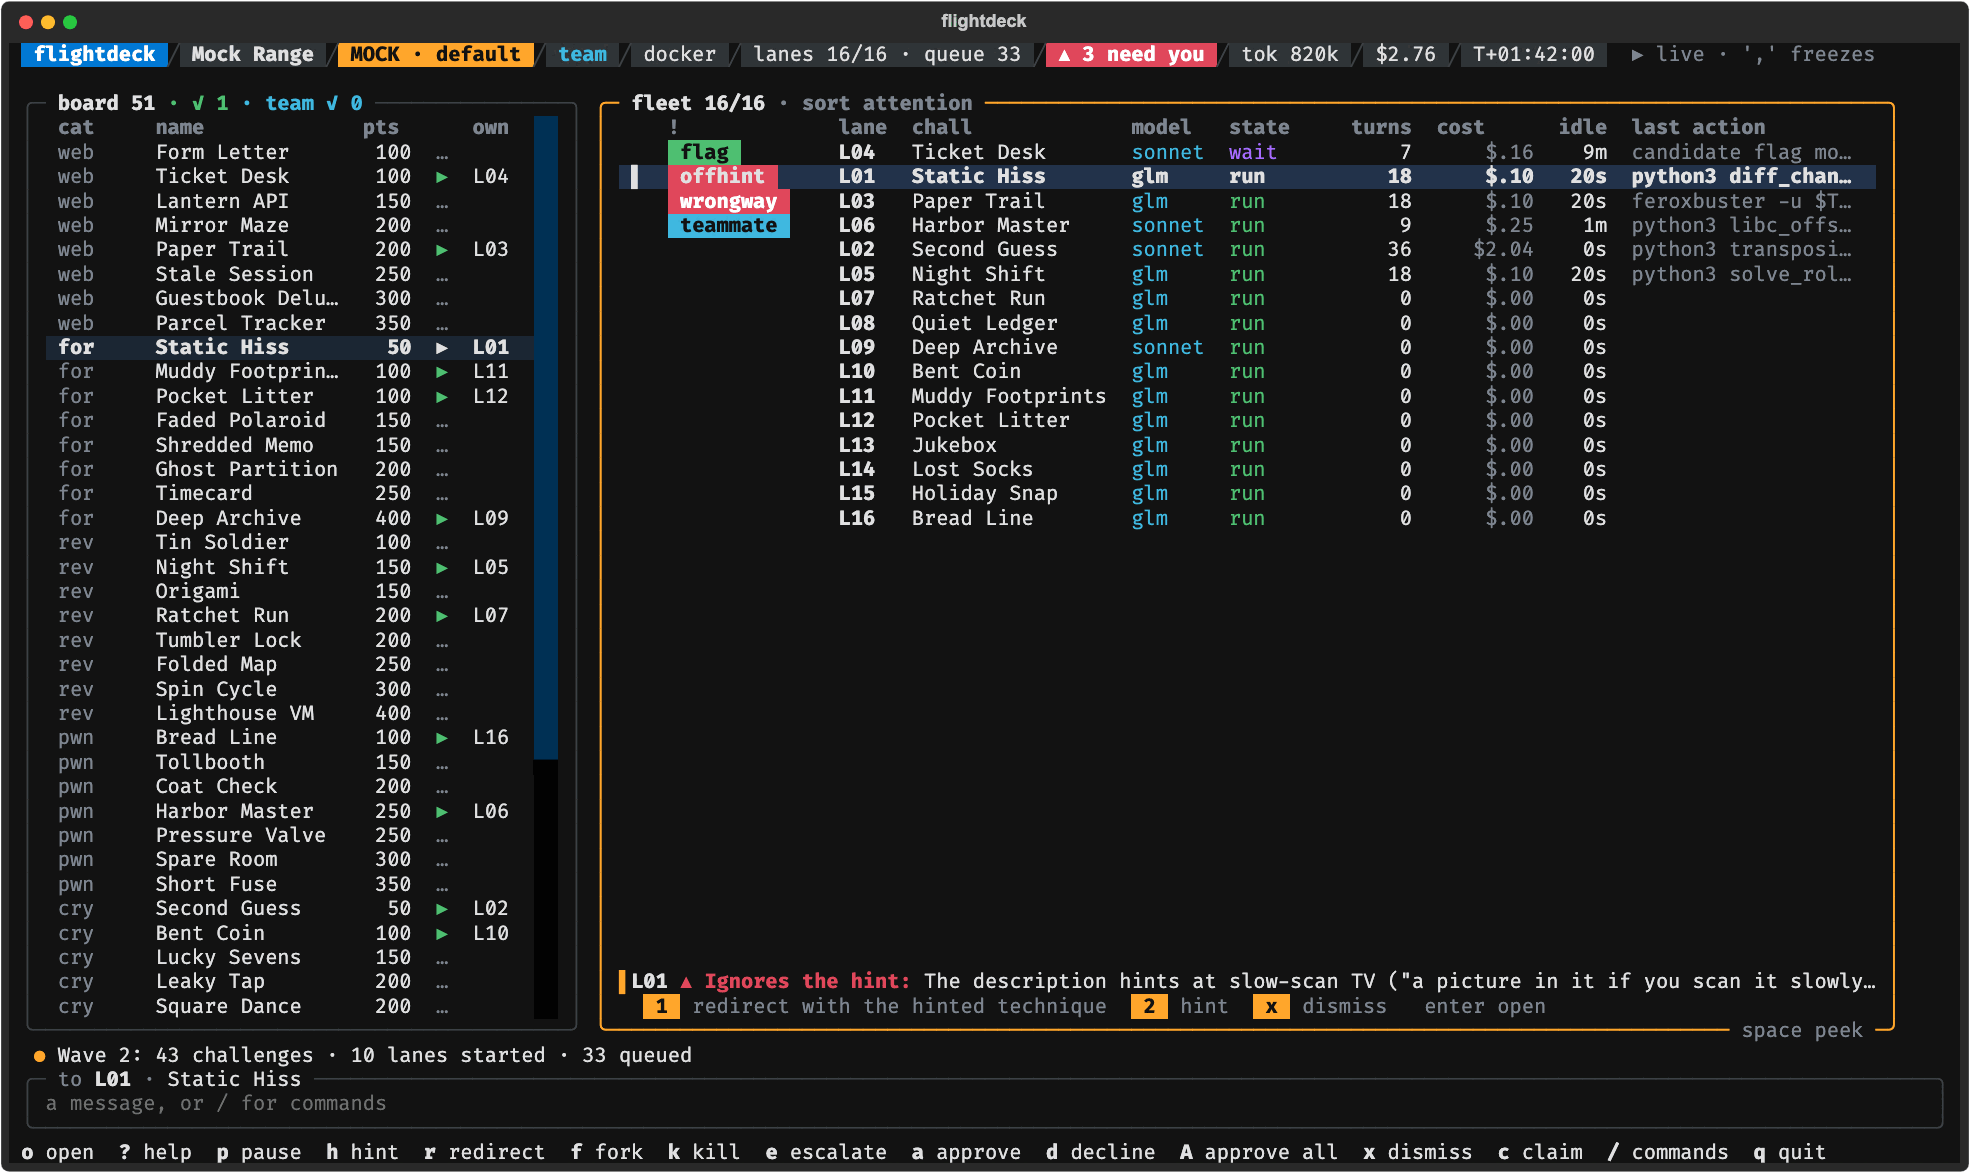 flightdeck
flightdeck / Mock Range / MOCK · default / team / docker / lanes 16/16 · queue 33 / ▲ 3 need you / tok 820k / $2.76 / T+01:42:00 ▶ live · ',' freezes
board 51 · √ 1 · team √ 0
cat name pts own
web Form Letter 100 …
web Ticket Desk 100 ▶ L04
web Lantern API 150 …
web Mirror Maze 200 …
web Paper Trail 200 ▶ L03
web Stale Session 250 …
web Guestbook Delu… 300 …
web Parcel Tracker 350 …
for Static Hiss 50 ▶ L01
for Muddy Footprin… 100 ▶ L11
for Pocket Litter 100 ▶ L12
for Faded Polaroid 150 …
for Shredded Memo 150 …
for Ghost Partition 200 …
for Timecard 250 …
for Deep Archive 400 ▶ L09
rev Tin Soldier 100 …
rev Night Shift 150 ▶ L05
rev Origami 150 …
rev Ratchet Run 200 ▶ L07
rev Tumbler Lock 200 …
rev Folded Map 250 …
rev Spin Cycle 300 …
rev Lighthouse VM 400 …
pwn Bread Line 100 ▶ L16
pwn Tollbooth 150 …
pwn Coat Check 200 …
pwn Harbor Master 250 ▶ L06
pwn Pressure Valve 250 …
pwn Spare Room 300 …
pwn Short Fuse 350 …
cry Second Guess 50 ▶ L02
cry Bent Coin 100 ▶ L10
cry Lucky Sevens 150 …
cry Leaky Tap 200 …
cry Square Dance 200 …
fleet 16/16 · sort attention
! lane chall model state turns cost idle last action
flag L04 Ticket Desk sonnet wait 7 $.16 9m candidate flag mo…
offhint L01 Static Hiss glm run 18 $.10 20s python3 diff_chan…
wrongway L03 Paper Trail glm run 18 $.10 20s feroxbuster -u $T…
teammate L06 Harbor Master sonnet run 9 $.25 1m python3 libc_offs…
L02 Second Guess sonnet run 36 $2.04 0s python3 transposi…
L05 Night Shift glm run 18 $.10 20s python3 solve_rol…
L07 Ratchet Run glm run 0 $.00 0s
L08 Quiet Ledger glm run 0 $.00 0s
L09 Deep Archive sonnet run 0 $.00 0s
L10 Bent Coin glm run 0 $.00 0s
L11 Muddy Footprints glm run 0 $.00 0s
L12 Pocket Litter glm run 0 $.00 0s
L13 Jukebox glm run 0 $.00 0s
L14 Lost Socks glm run 0 $.00 0s
L15 Holiday Snap glm run 0 $.00 0s
L16 Bread Line glm run 0 $.00 0s
L01 ▲ Ignores the hint: The description hints at slow-scan TV ("a picture in it if you scan it slowly…
1 redirect with the hinted technique 2 hint x dismiss enter open
space peek
● Wave 2: 43 challenges · 10 lanes started · 33 queued
to L01 · Static Hiss
a message, or / for commands
o open ? help p pause h hint r redirect f fork k kill e escalate a approve d decline A approve all x dismiss c claim / commands q quit